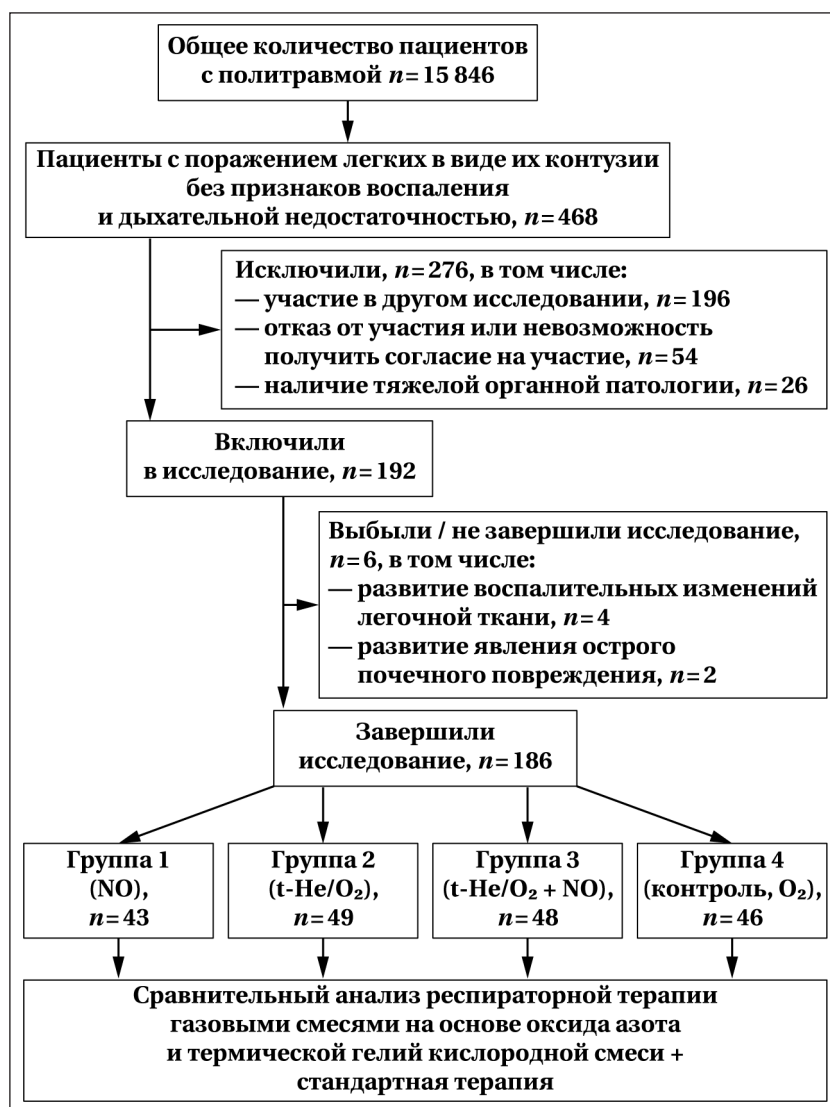 Общее количество пациентов
с политравмой n=15 846
Пациенты с поражением легких в виде их контузии
без признаков воспаления
и дыхательной недостаточностью, n=468
Исключили, n=276, в том числе:
— участие в другом исследовании, n=196
— отказ от участия или невозможность
получить согласие на участие, n=54
— наличие тяжелой органной патологии, n=26
Включили
в исследование, n=192
Выбыли / не завершили исследование,
n=6, в том числе:
— развитие воспалительных изменений
легочной ткани, n=4
— развитие явления острого
почечного повреждения, n=2
Завершили
исследование, n=186
Группа 1
(NO),
n=43
Группа 2
(t-He/O₂),
n=49
Группа 3
(t-He/O₂ + NO),
n=48
Группа 4
(контроль, O₂),
n=46
Сравнительный анализ респираторной терапии
газовыми смесями на основе оксида азота
и термической гелий кислородной смеси +
стандартная терапия